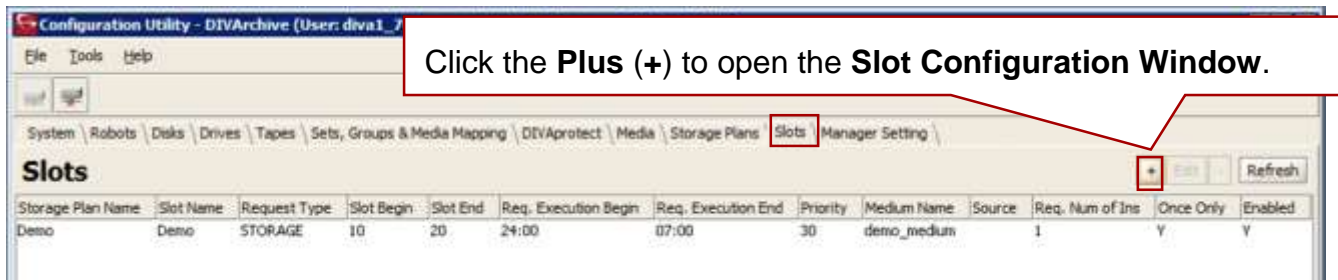 Configuration Utility - DIVArchive (User: diva1_7
File Tools Help
Click the Plus (+) to open the Slot Configuration Window.
System Robots Disks Drives Tapes Sets, Groups & Media Mapping DIVAprotect Media Storage Plans Slots Manager Setting
Slots + Edit - Refresh
Storage Plan Name Slot Name Request Type Slot Begin Slot End Req. Execution Begin Req. Execution End Priority Medium Name Source Req. Num of Ins Once Only Enabled
Demo Demo STORAGE 10 20 24:00 07:00 30 demo_medium 1 Y Y